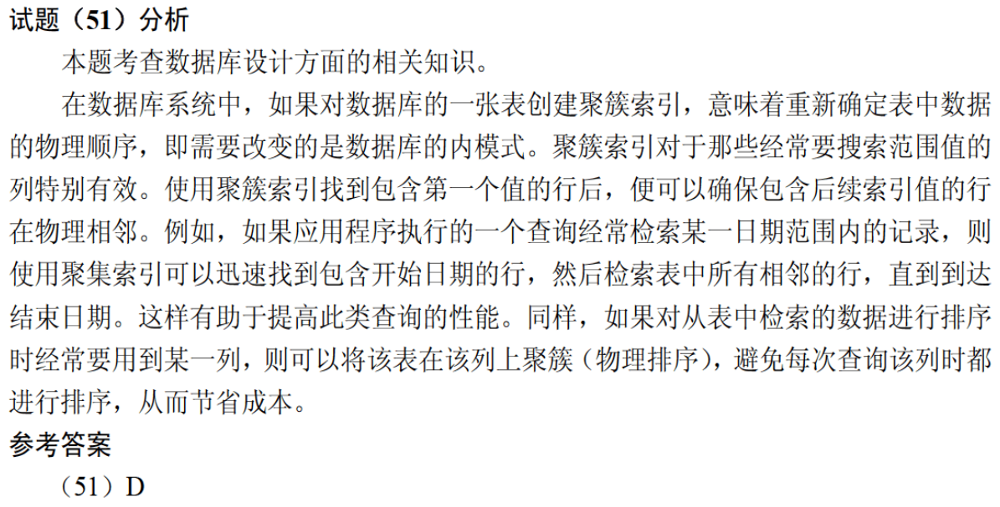 试题（51）分析
本题考查数据库设计方面的相关知识。
在数据库系统中，如果对数据库的一张表创建聚簇索引，意味着重新确定表中数据
的物理顺序，即需要改变的是数据库的内模式。聚簇索引对于那些经常要搜索范围值的
列特别有效。使用聚簇索引找到包含第一个值的行后，便可以确保包含后续索引值的行
在物理相邻。例如，如果应用程序执行的一个查询经常检索某一日期范围内的记录，则
使用聚集索引可以迅速找到包含开始日期的行，然后检索表中所有相邻的行，直到到达
结束日期。这样有助于提高此类查询的性能。同样，如果对从表中检索的数据进行排序
时经常要用到某一列，则可以将该表在该列上聚簇（物理排序），避免每次查询该列时都
进行排序，从而节省成本。
参考答案
（51）D